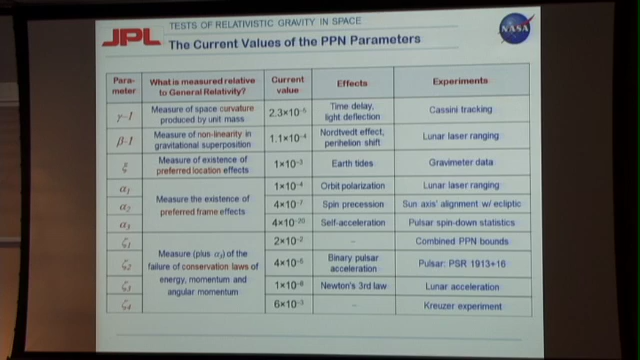 JPL
TESTS OF RELATIVISTIC GRAVITY IN SPACE
The Current Values of the PPN Parameters
NASA
Para-
meter
What is measured relative
to General Relativity?
Current
value
Effects
Experiments
γ-1
Measure of space curvature
produced by unit mass
2.3×10⁻⁵
Time delay,
light deflection
Cassini tracking
β-1
Measure of non-linearity in
gravitational superposition
1.1×10⁻⁴
Nordtvedt effect,
perihelion shift
Lunar laser ranging
ξ
Measure of existence of
preferred location effects
1×10⁻³
Earth tides
Gravimeter data
α₁
Measure the existence of
preferred frame effects
1×10⁻⁴
Orbit polarization
Lunar laser ranging
α₂
4×10⁻⁷
Spin precession
Sun axis' alignment w/ ecliptic
α₃
4×10⁻²⁰
Self-acceleration
Pulsar spin-down statistics
ζ₁
Measure (plus α₃) of the
failure of conservation laws of
energy, momentum and
angular momentum
2×10⁻²
–
Combined PPN bounds
ζ₂
4×10⁻⁵
Binary pulsar
acceleration
Pulsar: PSR 1913+16
ζ₃
1×10⁻⁸
Newton's 3rd law
Lunar acceleration
ζ₄
6×10⁻³
–
Kreuzer experiment